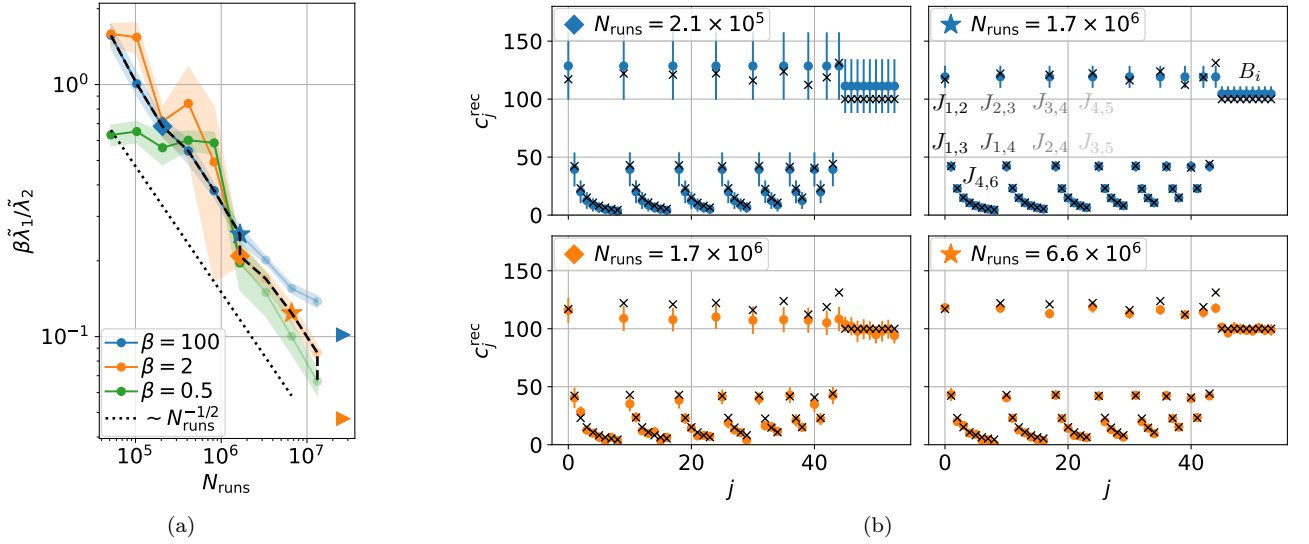 10⁰
10⁻¹
βλ̃₁/λ̃₂
β = 100
β = 2
β = 0.5
~ N_runs^{−1/2}
10⁵ 10⁶ 10⁷
N_runs
(a)
N_runs = 2.1 × 10⁵
150
100
50
0
c_j^rec
N_runs = 1.7 × 10⁶
B_i
J_{1,2} J_{2,3} J_{3,4} J_{4,5}
J_{1,3} J_{1,4} J_{2,4} J_{3,5}
J_{4,6}
N_runs = 1.7 × 10⁶
150
100
50
0
c_j^rec
0 20 40
j
N_runs = 6.6 × 10⁶
0 20 40
j
(b)